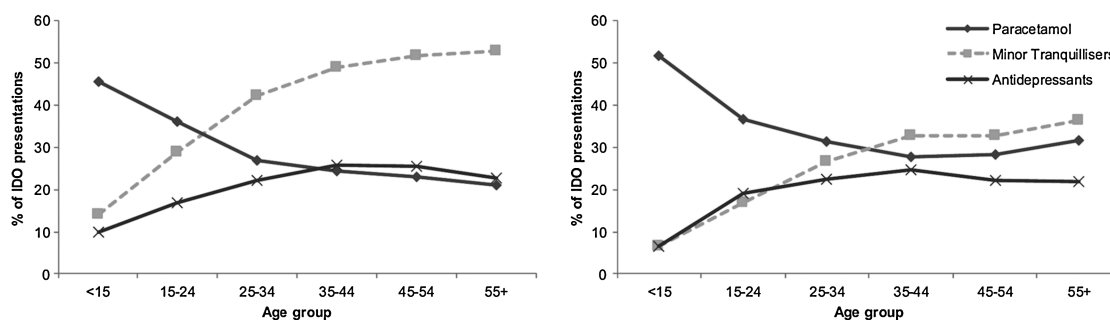 60
50
40
30
20
10
0
% of IDO presentations
<15 15-24 25-34 35-44 45-54 55+
Age group
60
50
40
30
20
10
0
% of IDO presentaitons
<15 15-24 25-34 35-44 45-54 55+
Age group
Paracetamol
Minor Tranquillisers
Antidepressants